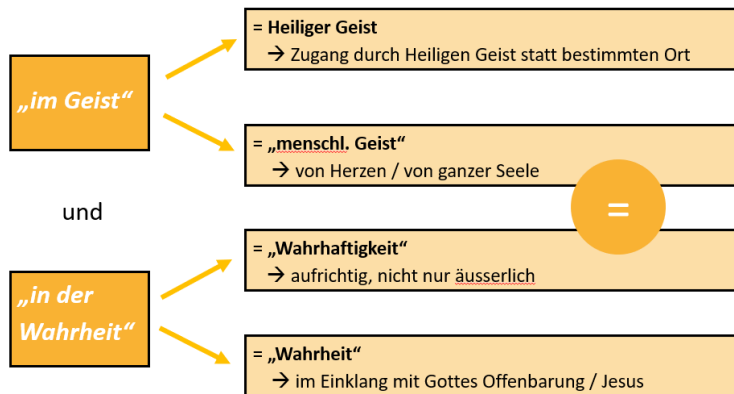 = Heiliger Geist
→ Zugang durch Heiligen Geist statt bestimmten Ort
„im Geist“
= „menschl. Geist“
→ von Herzen / von ganzer Seele
und
=
= „Wahrhaftigkeit“
→ aufrichtig, nicht nur äusserlich
„in der
Wahrheit“
= „Wahrheit“
→ im Einklang mit Gottes Offenbarung / Jesus